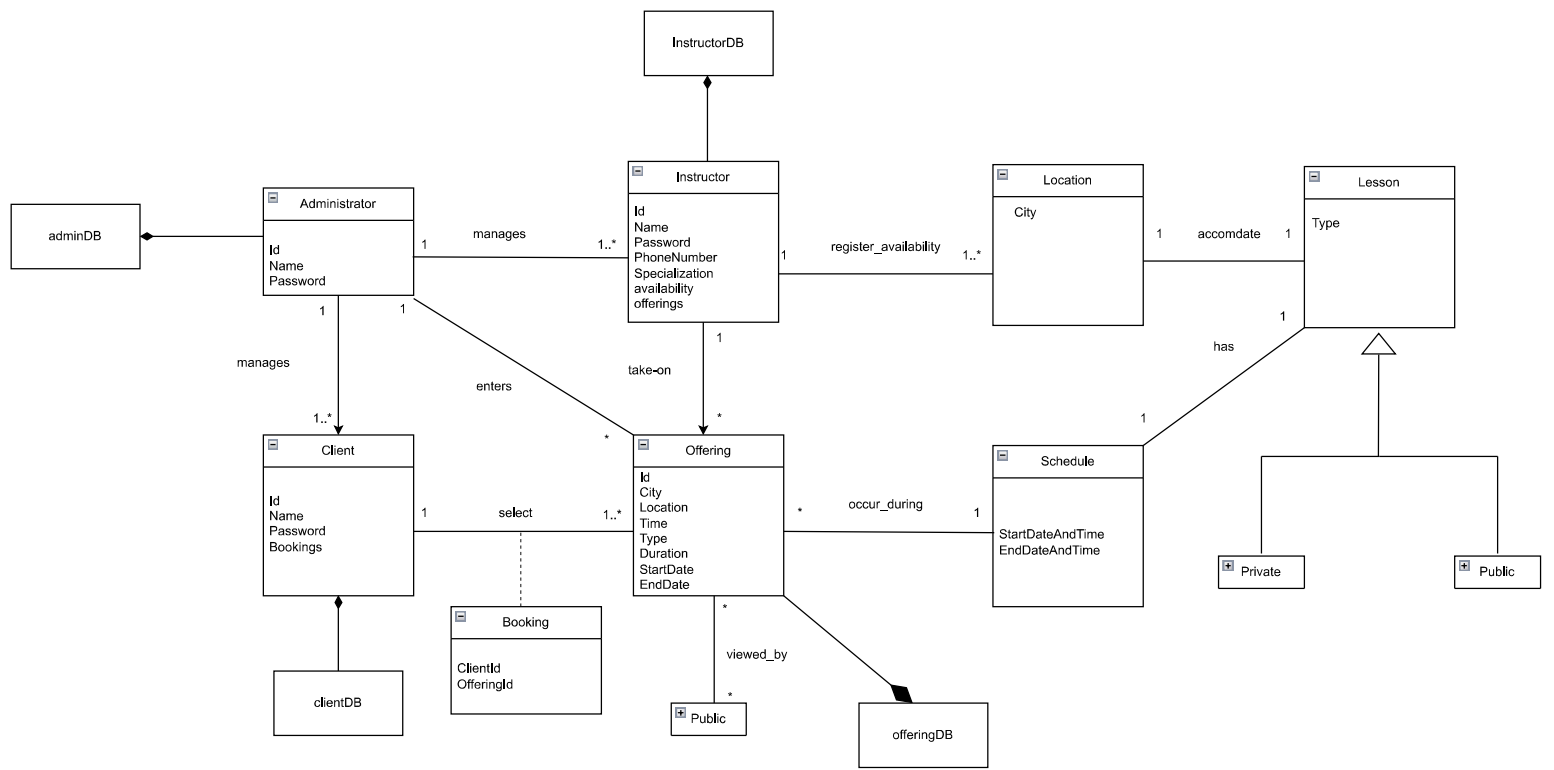 InstructorDB
Instructor
Id
Name
Password
PhoneNumber
Specialization
availability
offerings
Location
City
Lesson
Type
Administrator
Id
Name
Password
adminDB
1
manages
1..*
1
register_availability
1..*
1
accomdate
1
1
1
1
1
has
manages
enters
take-on
1..*
*
*
1
Client
Id
Name
Password
Bookings
Offering
Id
City
Location
Time
Type
Duration
StartDate
EndDate
Schedule
StartDateAndTime
EndDateAndTime
1
select
1..*
*
occur_during
1
Private
Public
Booking
ClientId
OfferingId
*
viewed_by
*
Public
clientDB
offeringDB